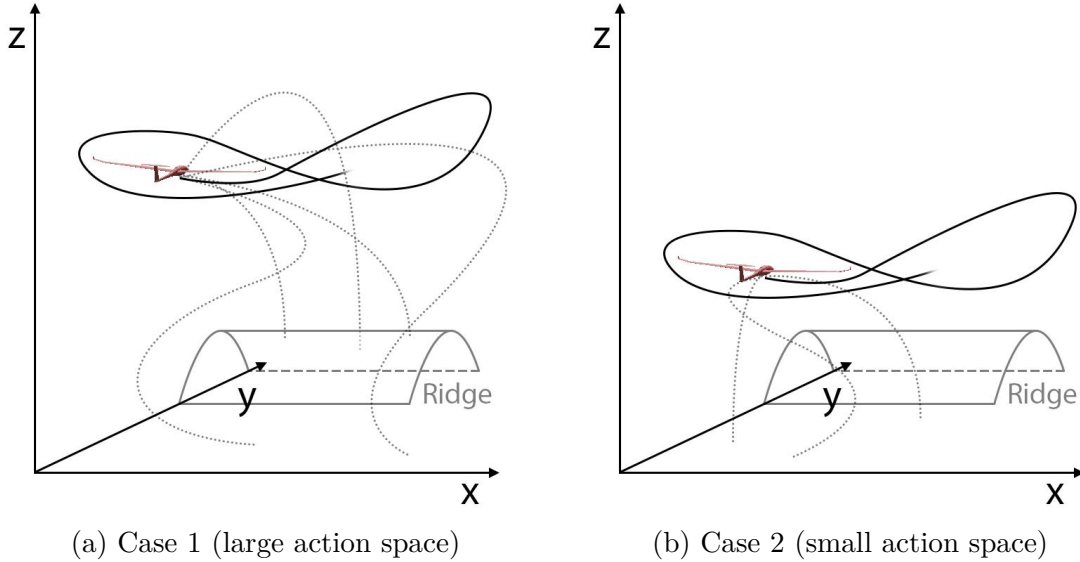 z
y
Ridge
x
(a) Case 1 (large action space)
z
y
Ridge
x
(b) Case 2 (small action space)